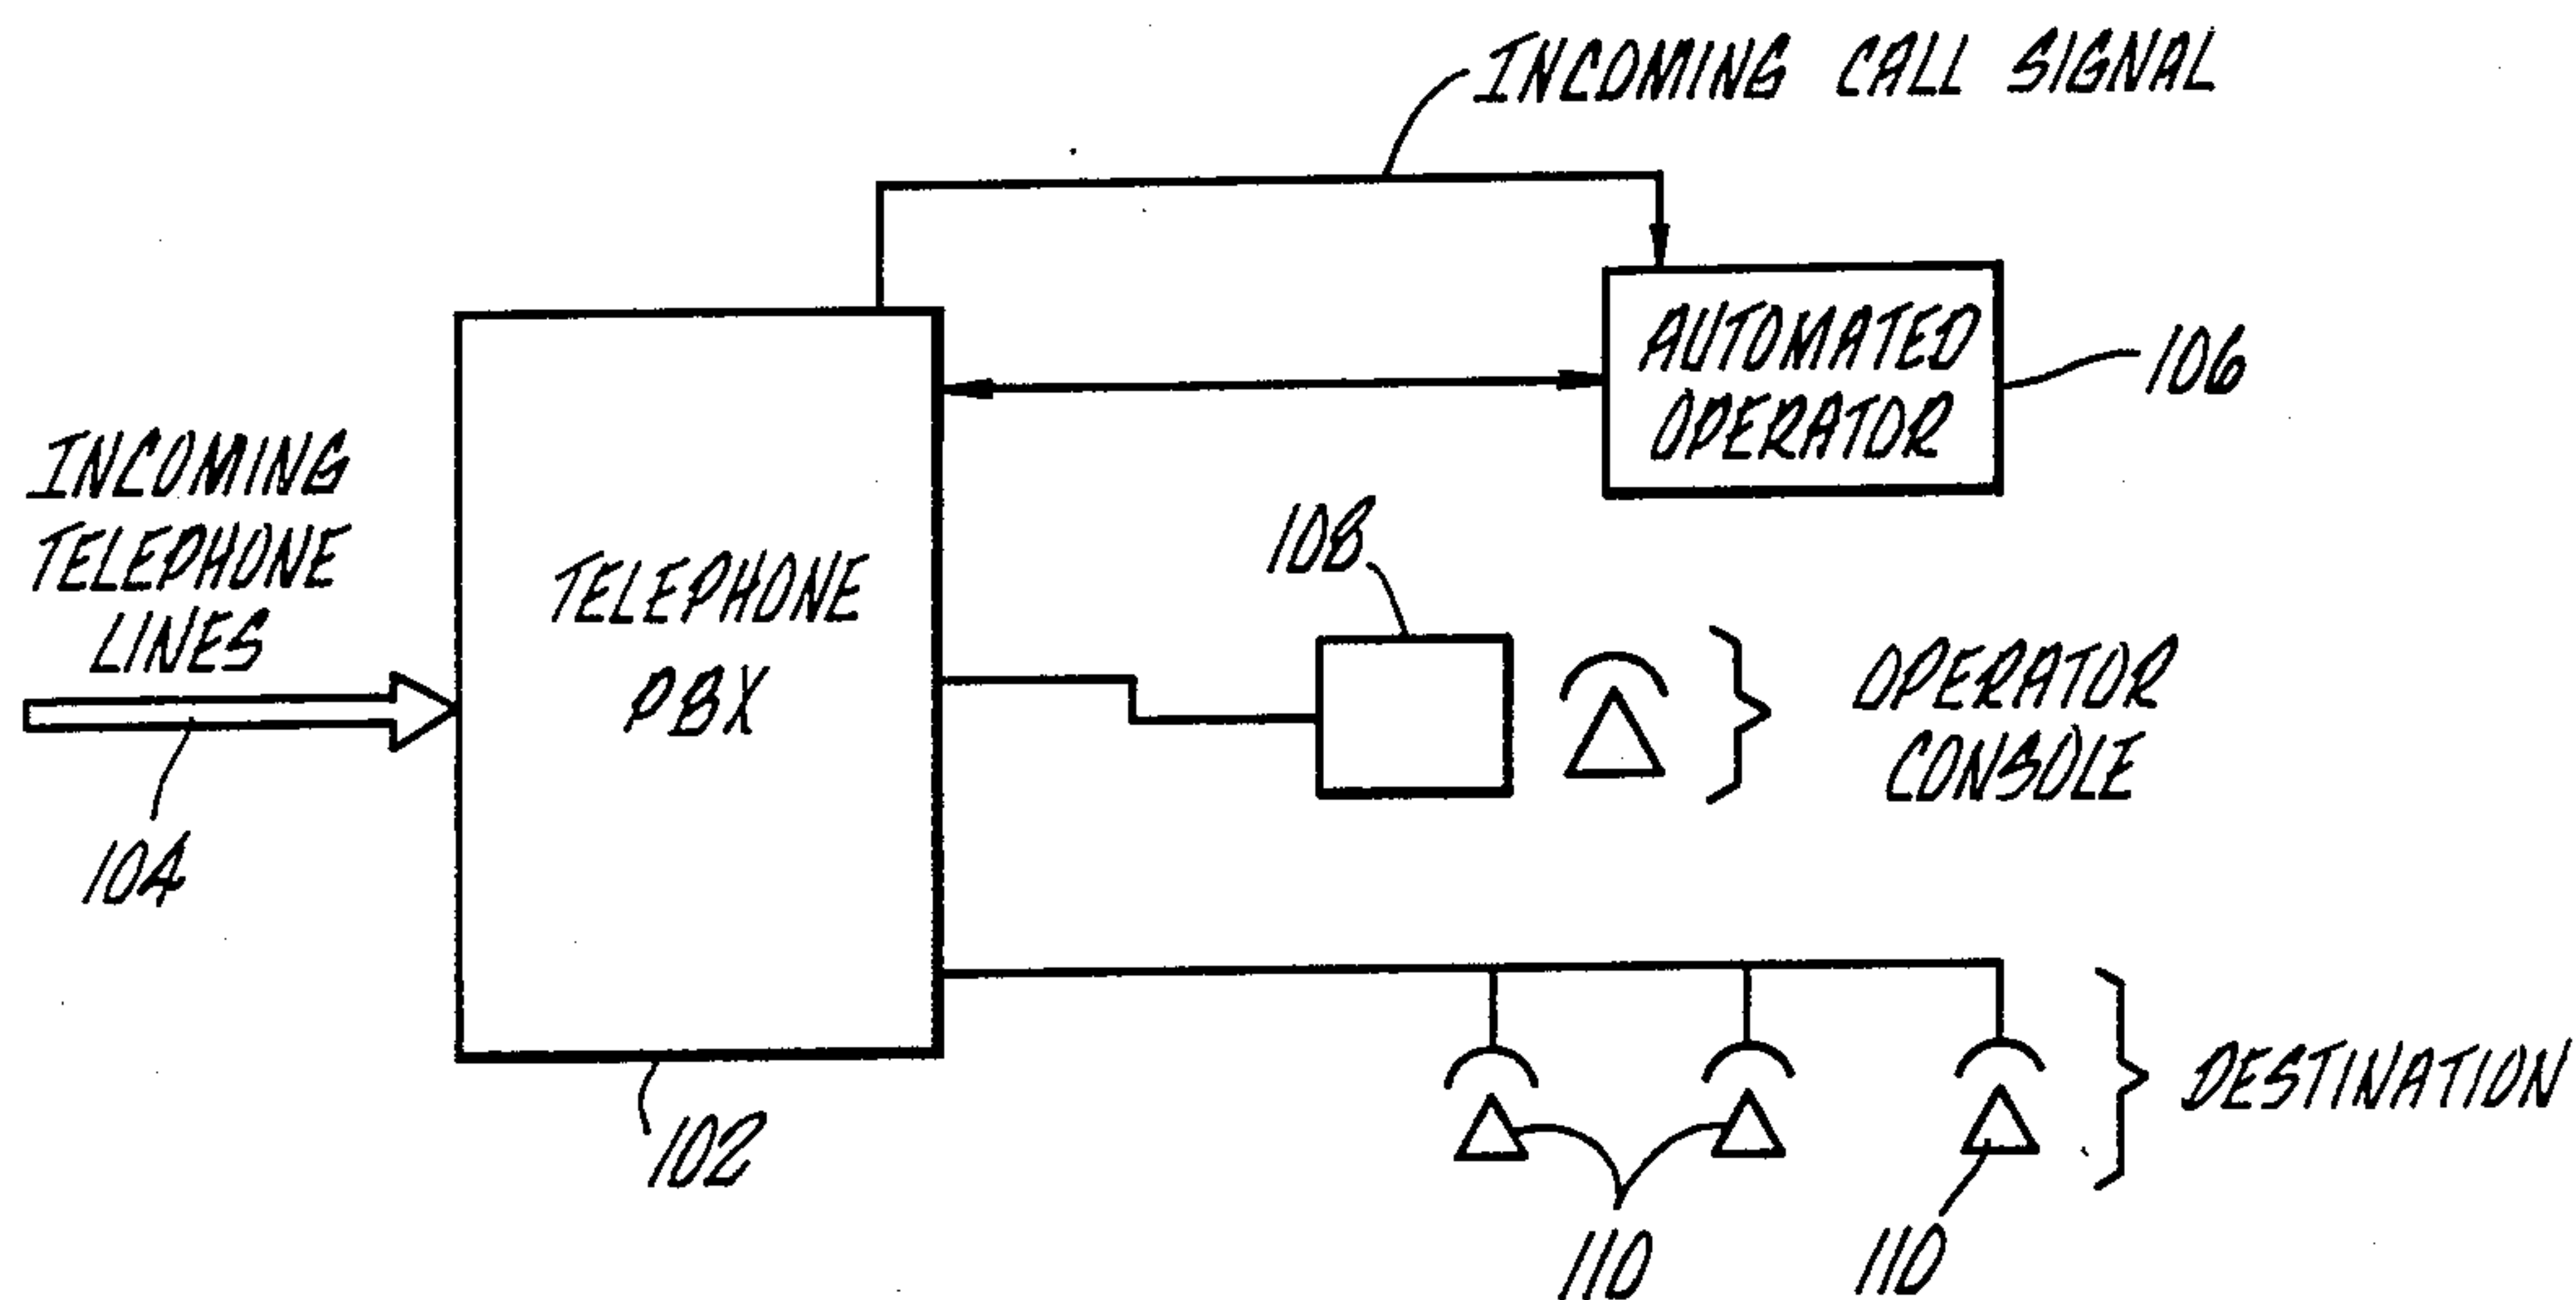 INCOMING CALL SIGNAL
AUTOMATED
OPERATOR
106
INCOMING
TELEPHONE
LINES
104
TELEPHONE
PBX
102
108
OPERATOR
CONSOLE
DESTINATION
110
110